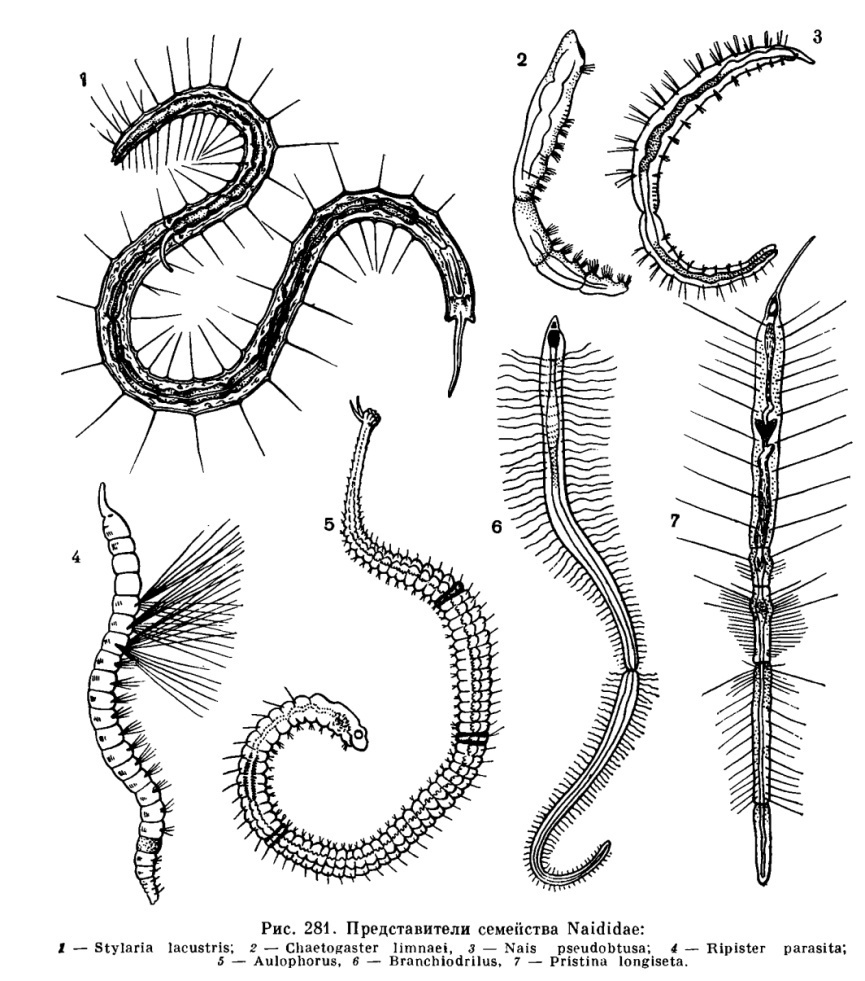 1
2
3
4
5
6
7
Рис. 281. Представители семейства Naididae:
1 — Stylaria lacustris; 2 — Chaetogaster limnaei, 3 — Nais pseudobtusa; 4 — Ripister parasita;
5 — Aulophorus, 6 — Branchiodrilus, 7 — Pristina longiseta.